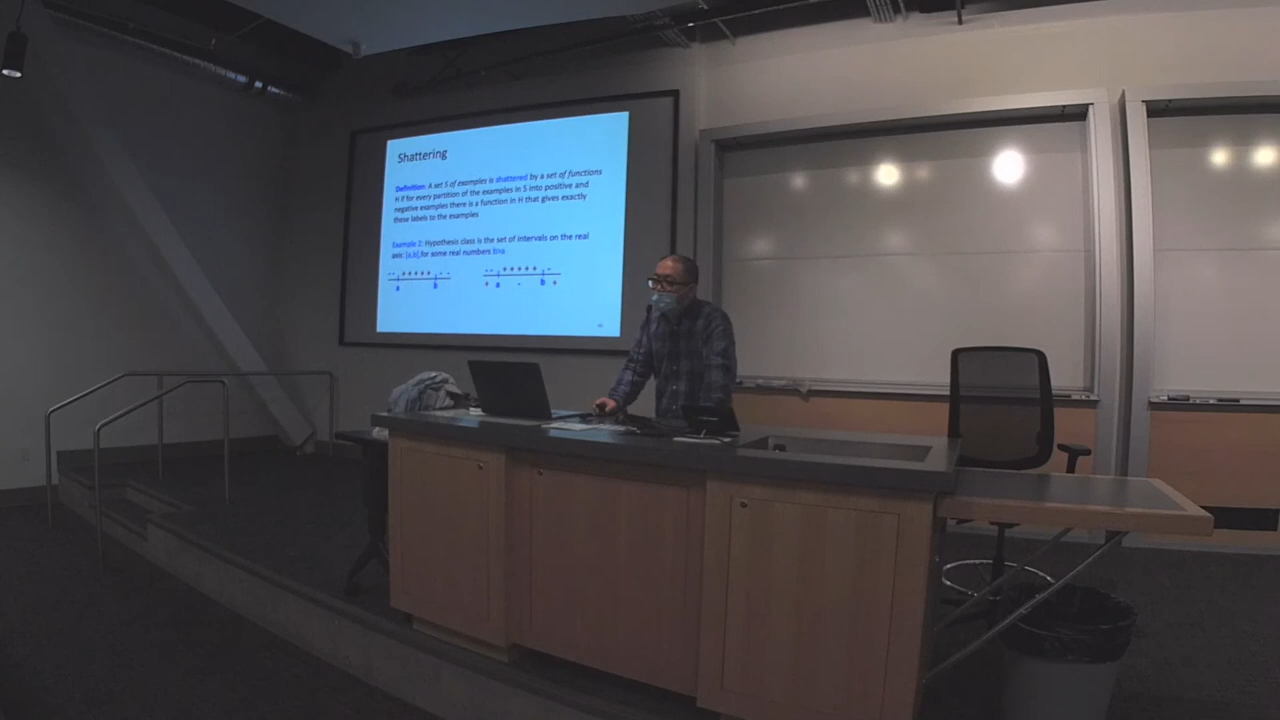 Shattering
Definition: A set S of examples is shattered by a set of functions
H if for every partition of the examples in S into positive and
negative examples there is a function in H that gives exactly
these labels to the examples
Example 2: Hypothesis class is the set of intervals on the real
axis: [a,b],for some real numbers b>a
- - + + + + + - -
a b
- - + + + + + -
+ a - b +